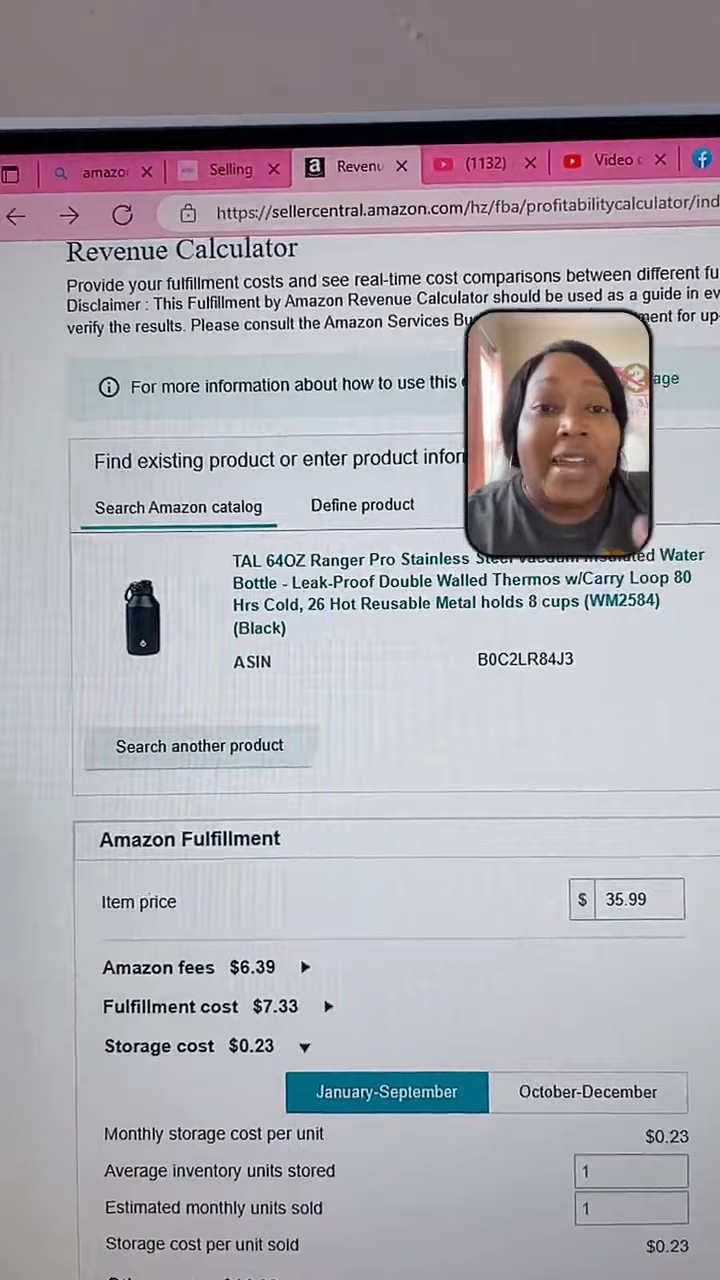 amazo
Selling
Revenu
(1132)
Video
https://sellercentral.amazon.com/hz/fba/profitabilitycalculator/ind
Revenue Calculator
Provide your fulfillment costs and see real-time cost comparisons between different fu
Disclaimer : This Fulfillment by Amazon Revenue Calculator should be used as a guide in ev
verify the results. Please consult the Amazon Services Bu ment for up-
For more information about how to use this age
Find existing product or enter product infor
Search Amazon catalog
Define product
TAL 64OZ Ranger Pro Stainless Steel Vacuum Insulated Water
Bottle - Leak-Proof Double Walled Thermos w/Carry Loop 80
Hrs Cold, 26 Hot Reusable Metal holds 8 cups (WM2584)
(Black)
ASIN B0C2LR84J3
Search another product
Amazon Fulfillment
Item price $ 35.99
Amazon fees $6.39
Fulfillment cost $7.33
Storage cost $0.23
January-September October-December
Monthly storage cost per unit $0.23
Average inventory units stored 1
Estimated monthly units sold 1
Storage cost per unit sold $0.23